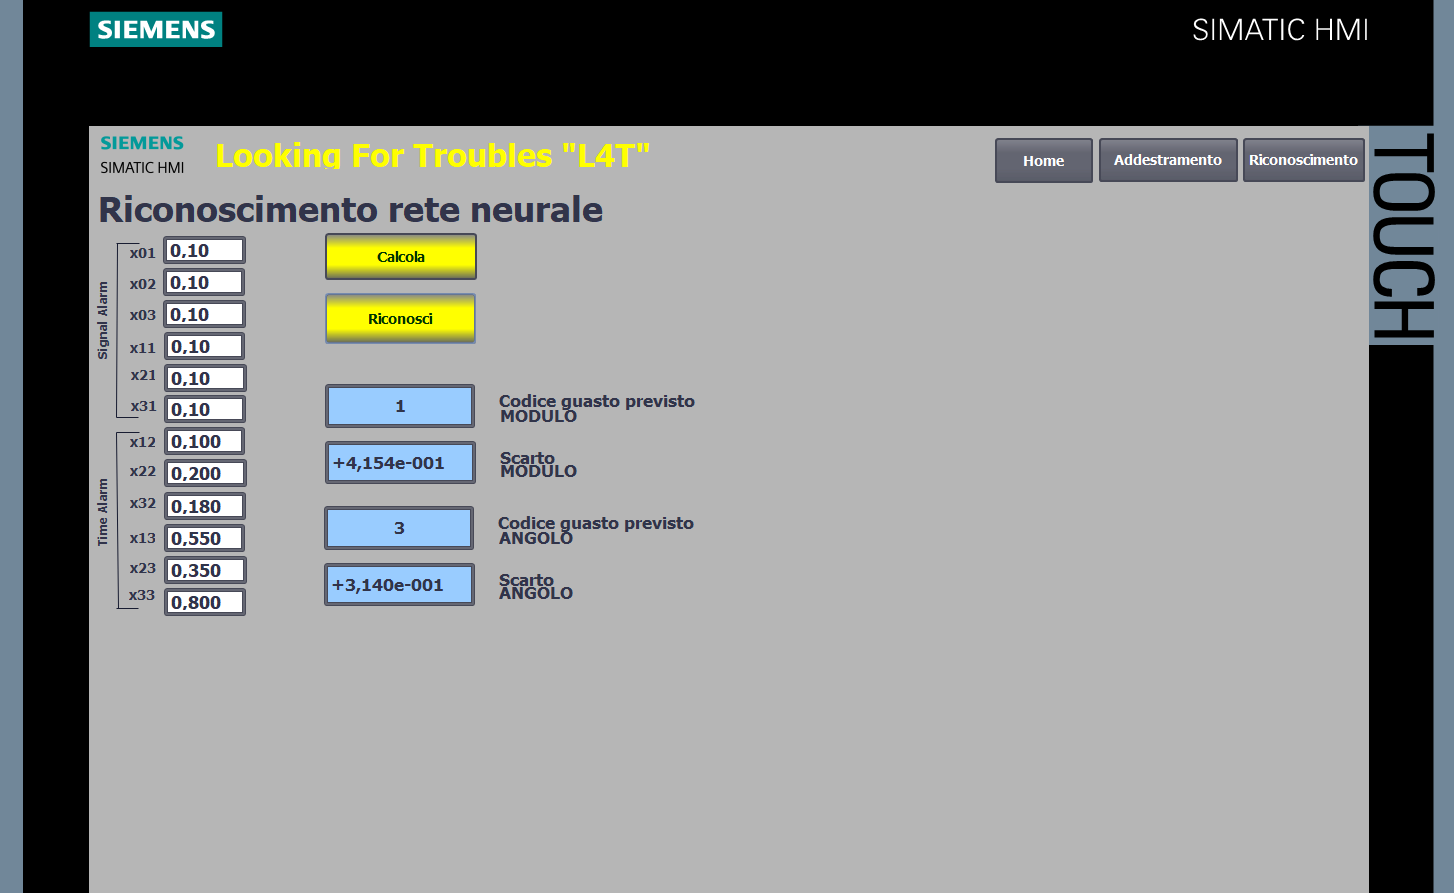 SIEMENS
SIMATIC HMI
SIEMENS
SIMATIC HMI
Looking For Troubles "L4T"
Home
Addestramento
Riconoscimento
TOUCH
Riconoscimento rete neurale
Signal Alarm
x01 0,10
x02 0,10
x03 0,10
x11 0,10
x21 0,10
x31 0,10
Time Alarm
x12 0,100
x22 0,200
x32 0,180
x13 0,550
x23 0,350
x33 0,800
Calcola
Riconosci
1
Codice guasto previsto
MODULO
+4,154e-001
Scarto
MODULO
3
Codice guasto previsto
ANGOLO
+3,140e-001
Scarto
ANGOLO